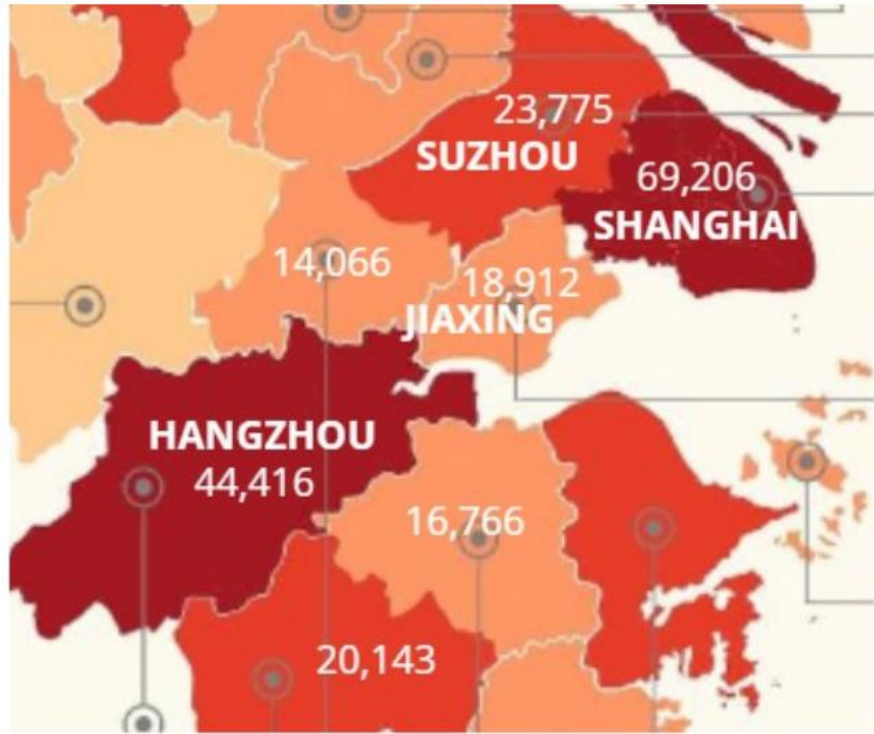 23,775
SUZHOU
69,206
SHANGHAI
14,066
18,912
JIAXING
HANGZHOU
44,416
16,766
20,143